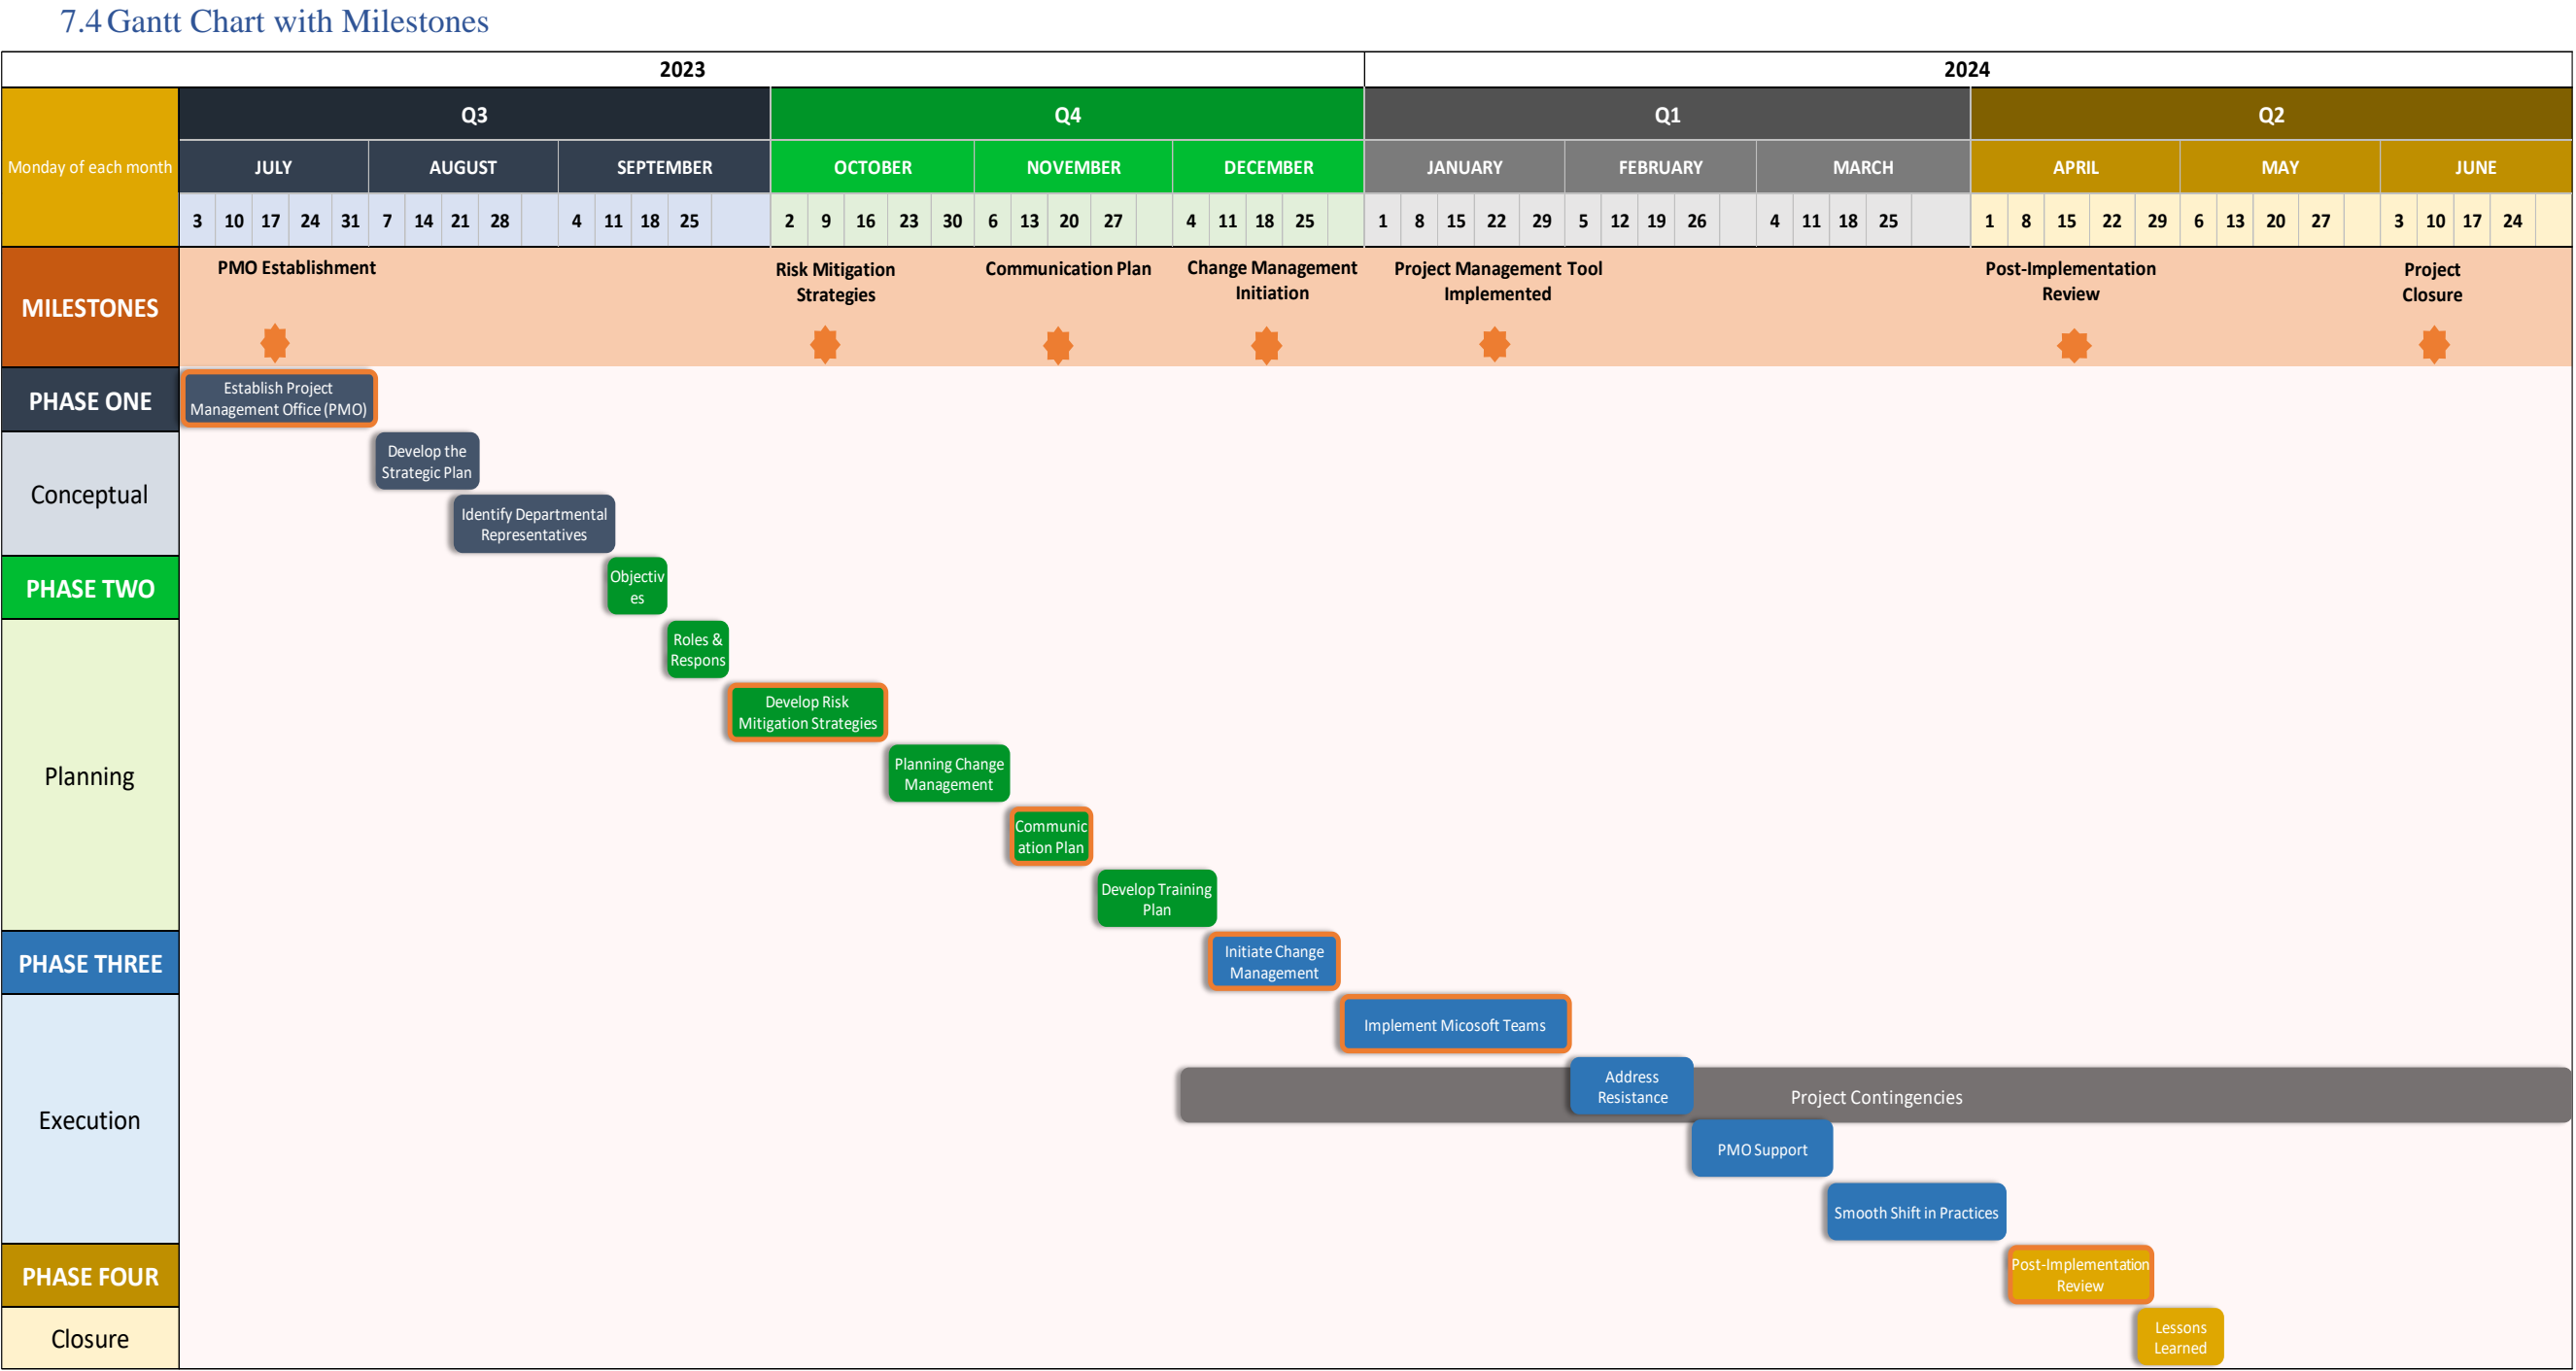 7.4 Gantt Chart with Milestones
2023
2024
Monday of each month
Q3
Q4
Q1
Q2
JULY
AUGUST
SEPTEMBER
OCTOBER
NOVEMBER
DECEMBER
JANUARY
FEBRUARY
MARCH
APRIL
MAY
JUNE
3 10 17 24 31 7 14 21 28 4 11 18 25 2 9 16 23 30 6 13 20 27 4 11 18 25 1 8 15 22 29 5 12 19 26 4 11 18 25 1 8 15 22 29 6 13 20 27 3 10 17 24
MILESTONES
PMO Establishment
Risk Mitigation
Strategies
Communication Plan
Change Management
Initiation
Project Management Tool
Implemented
Post-Implementation
Review
Project
Closure
PHASE ONE
Establish Project
Management Office (PMO)
Conceptual
Develop the
Strategic Plan
Identify Departmental
Representatives
PHASE TWO
Objectiv
es
Planning
Roles &
Respons
Develop Risk
Mitigation Strategies
Planning Change
Management
Communic
ation Plan
Develop Training
Plan
PHASE THREE
Initiate Change
Management
Execution
Implement Micosoft Teams
Address
Resistance
Project Contingencies
PMO Support
Smooth Shift in Practices
PHASE FOUR
Post-Implementation
Review
Closure
Lessons
Learned